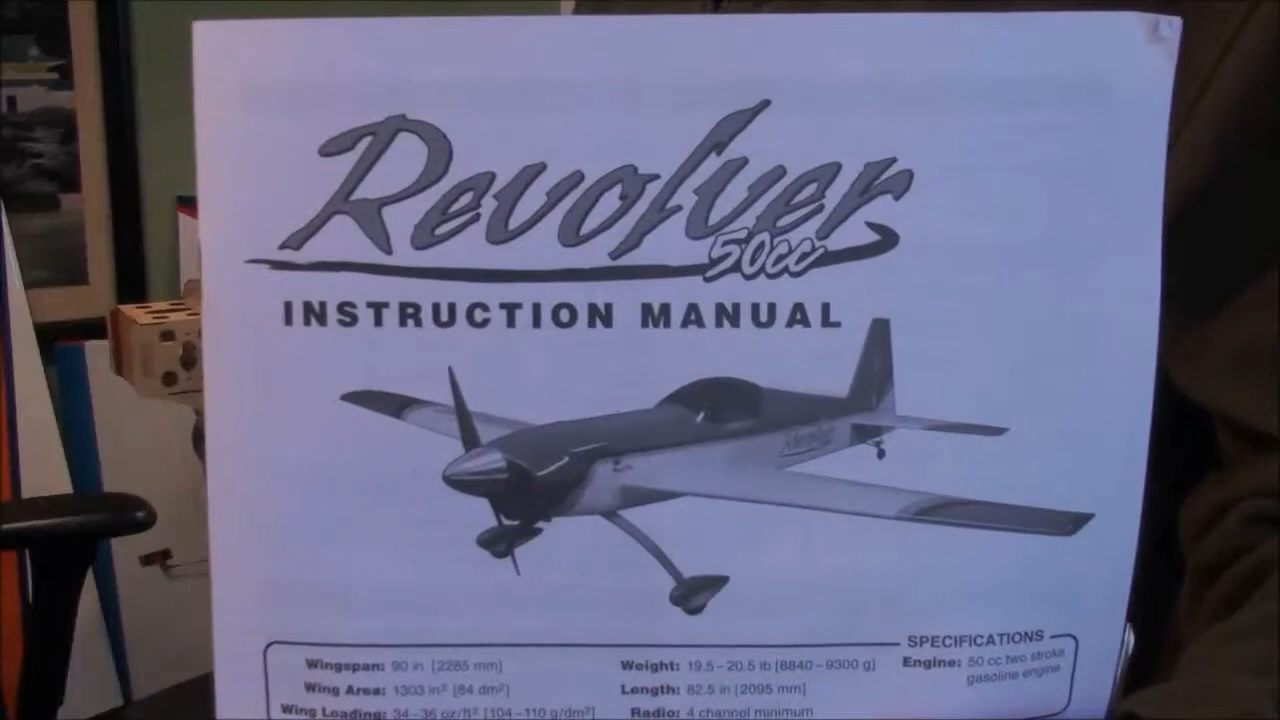 Revolver
50cc
INSTRUCTION MANUAL
Revolver
SPECIFICATIONS
Wingspan: 90 in [2285 mm]
Wing Area: 1303 in² [84 dm²]
Wing Loading: 34–36 oz/ft² [104–110 g/dm²]
Weight: 19.5–20.5 lb [8840–9300 g]
Length: 82.5 in [2095 mm]
Radio: 4 channel minimum
Engine: 50 cc two stroke
gasoline engine